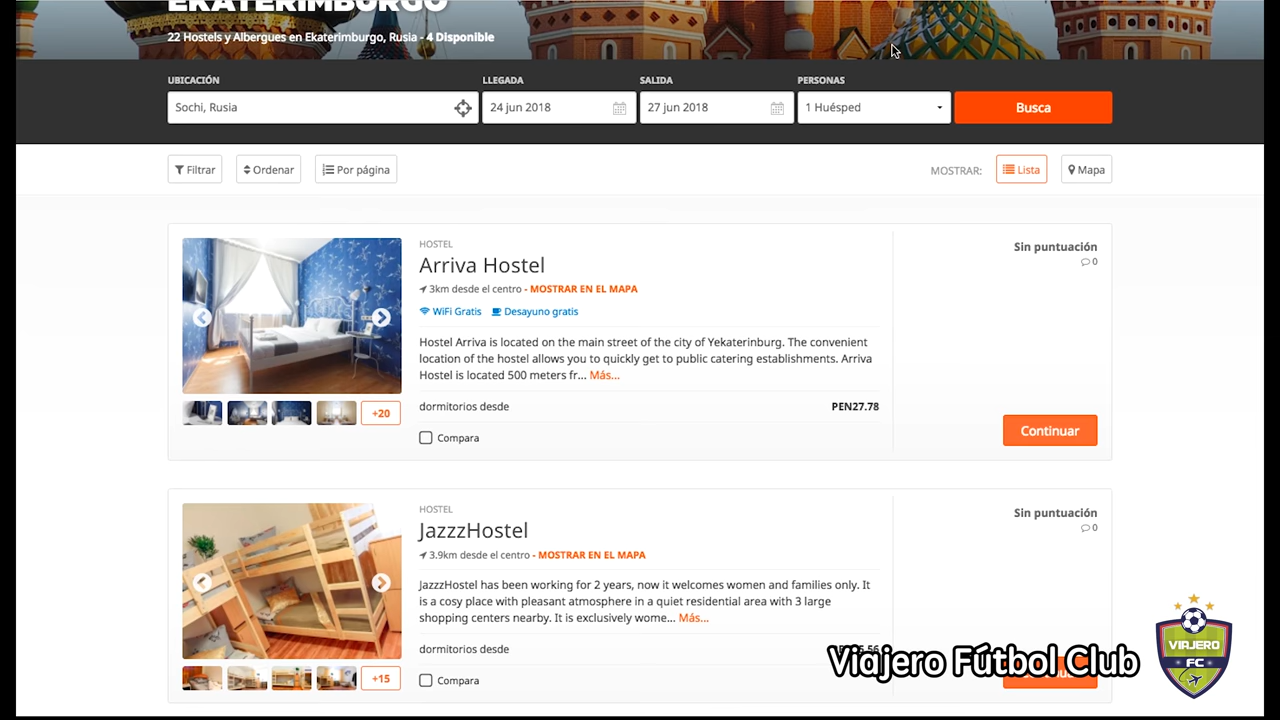 EKATERIMBURGO
22 Hostels y Albergues en Ekaterimburgo, Rusia - 4 Disponible
UBICACIÓN
LLEGADA
SALIDA
PERSONAS
Sochi, Rusia
24 jun 2018
27 jun 2018
1 Huésped
Busca
Filtrar
Ordenar
Por página
MOSTRAR:
Lista
Mapa
HOSTEL
Arriva Hostel
3km desde el centro - MOSTRAR EN EL MAPA
WiFi Gratis
Desayuno gratis
Hostel Arriva is located on the main street of the city of Yekaterinburg. The convenient
location of the hostel allows you to quickly get to public catering establishments. Arriva
Hostel is located 500 meters fr... Más...
dormitorios desde
PEN27.78
Compara
+20
Sin puntuación
0
Continuar
HOSTEL
JazzzHostel
3.9km desde el centro - MOSTRAR EN EL MAPA
JazzzHostel has been working for 2 years, now it welcomes women and families only. It
is a cosy place with pleasant atmosphere in a quiet residential area with 3 large
shopping centers nearby. It is exclusively wome... Más...
dormitorios desde
Compara
+15
Sin puntuación
0
Viajero Fútbol Club
VIAJERO
FC